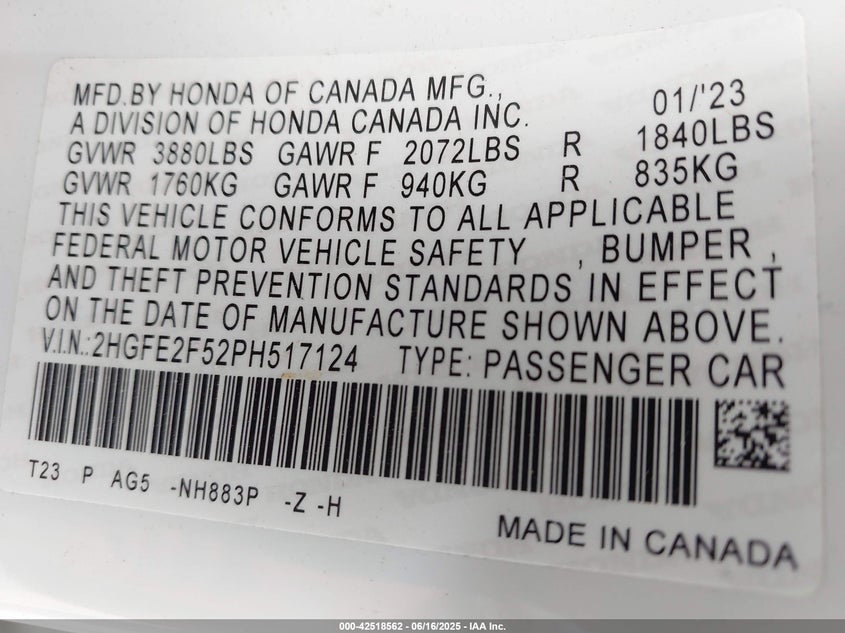 MFD.BY HONDA OF CANADA MFG., 01/'23
A DIVISION OF HONDA CANADA INC.
GVWR 3880LBS GAWR F 2072LBS R 1840LBS
GVWR 1760KG GAWR F 940KG R 835KG
THIS VEHICLE CONFORMS TO ALL APPLICABLE
FEDERAL MOTOR VEHICLE SAFETY , BUMPER ,
AND THEFT PREVENTION STANDARDS IN EFFECT
ON THE DATE OF MANUFACTURE SHOWN ABOVE.
V.I.N.:2HGFE2F52PH517124 TYPE: PASSENGER CAR
T23 P AG5 -NH883P -Z -H
MADE IN CANADA
000-42518562 - 06/16/2025 - IAA Inc.